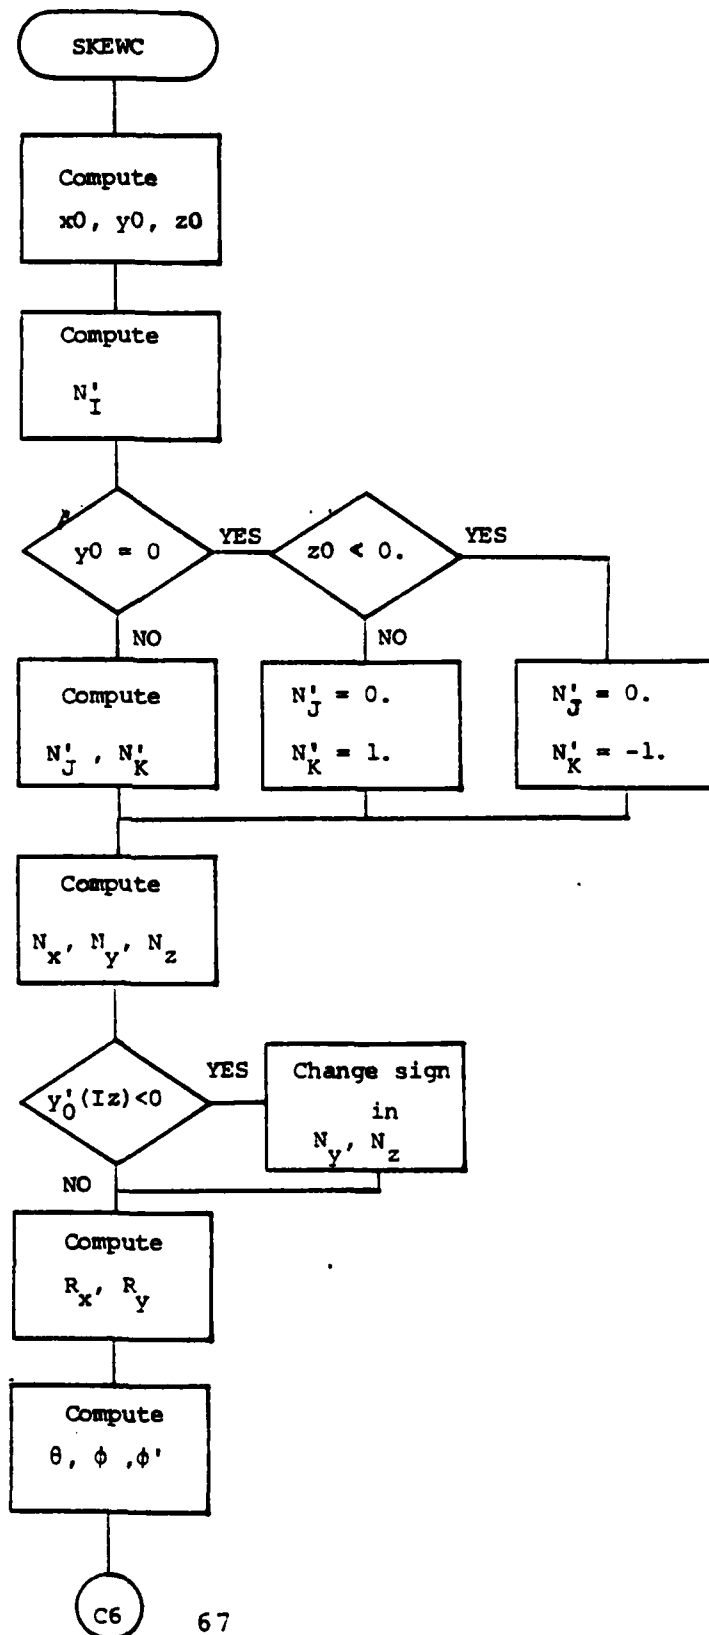 SKEWC
Compute
x0, y0, z0
Compute
N'I
y0 = 0
YES
z0 < 0.
YES
NO
NO
Compute
N'J , N'K
N'J = 0.
N'K = 1.
N'J = 0.
N'K = -1.
Compute
Nx, Ny, Nz
y'0(Iz)<0
YES
Change sign
in
Ny, Nz
NO
Compute
Rx, Ry
Compute
θ, ϕ ,ϕ'
C6
67